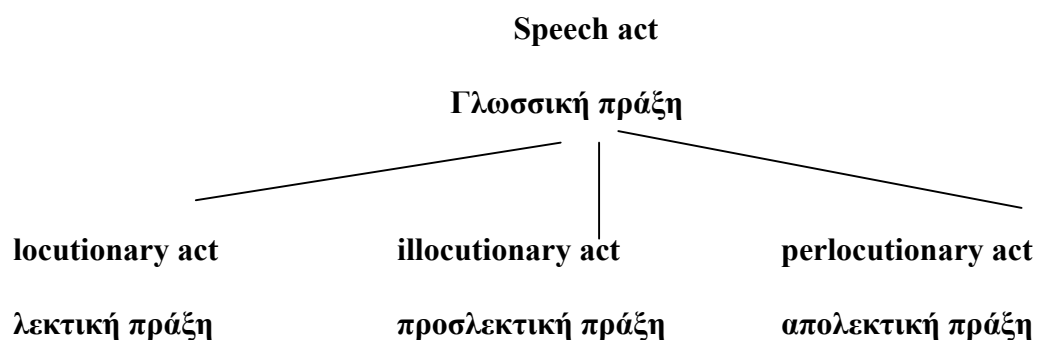 Speech act
Γλωσσική πράξη
locutionary act illocutionary act perlocutionary act
λεκτική πράξη προσλεκτική πράξη απολεκτική πράξη